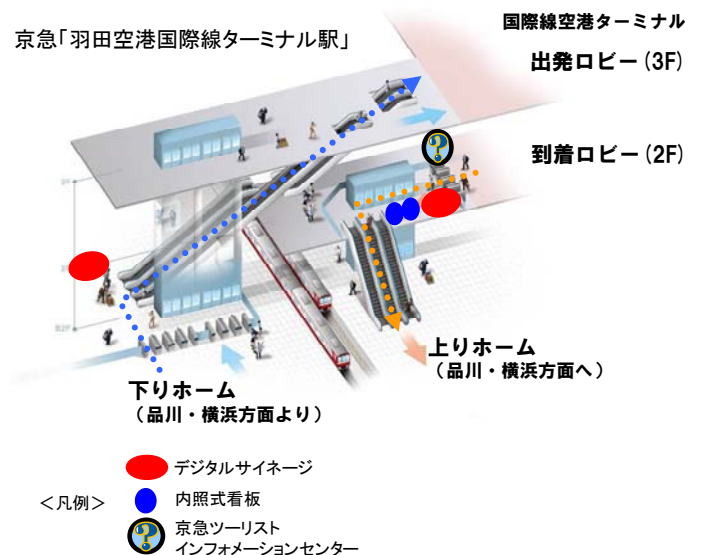 京急「羽田空港国際線ターミナル駅」
国際線空港ターミナル
出発ロビー(3F)
到着ロビー(2F)
B2F
上りホーム
（品川・横浜方面へ）
下りホーム
（品川・横浜方面より）
＜凡例＞
デジタルサイネージ
内照式看板
京急ツーリスト
インフォメーションセンター